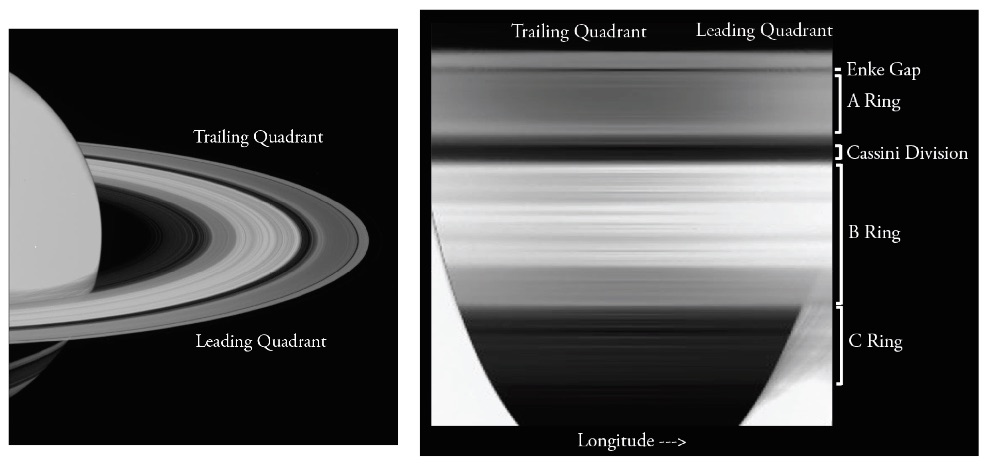 Trailing Quadrant
Leading Quadrant
Trailing Quadrant
Leading Quadrant
Enke Gap
A Ring
Cassini Division
B Ring
C Ring
Longitude --->